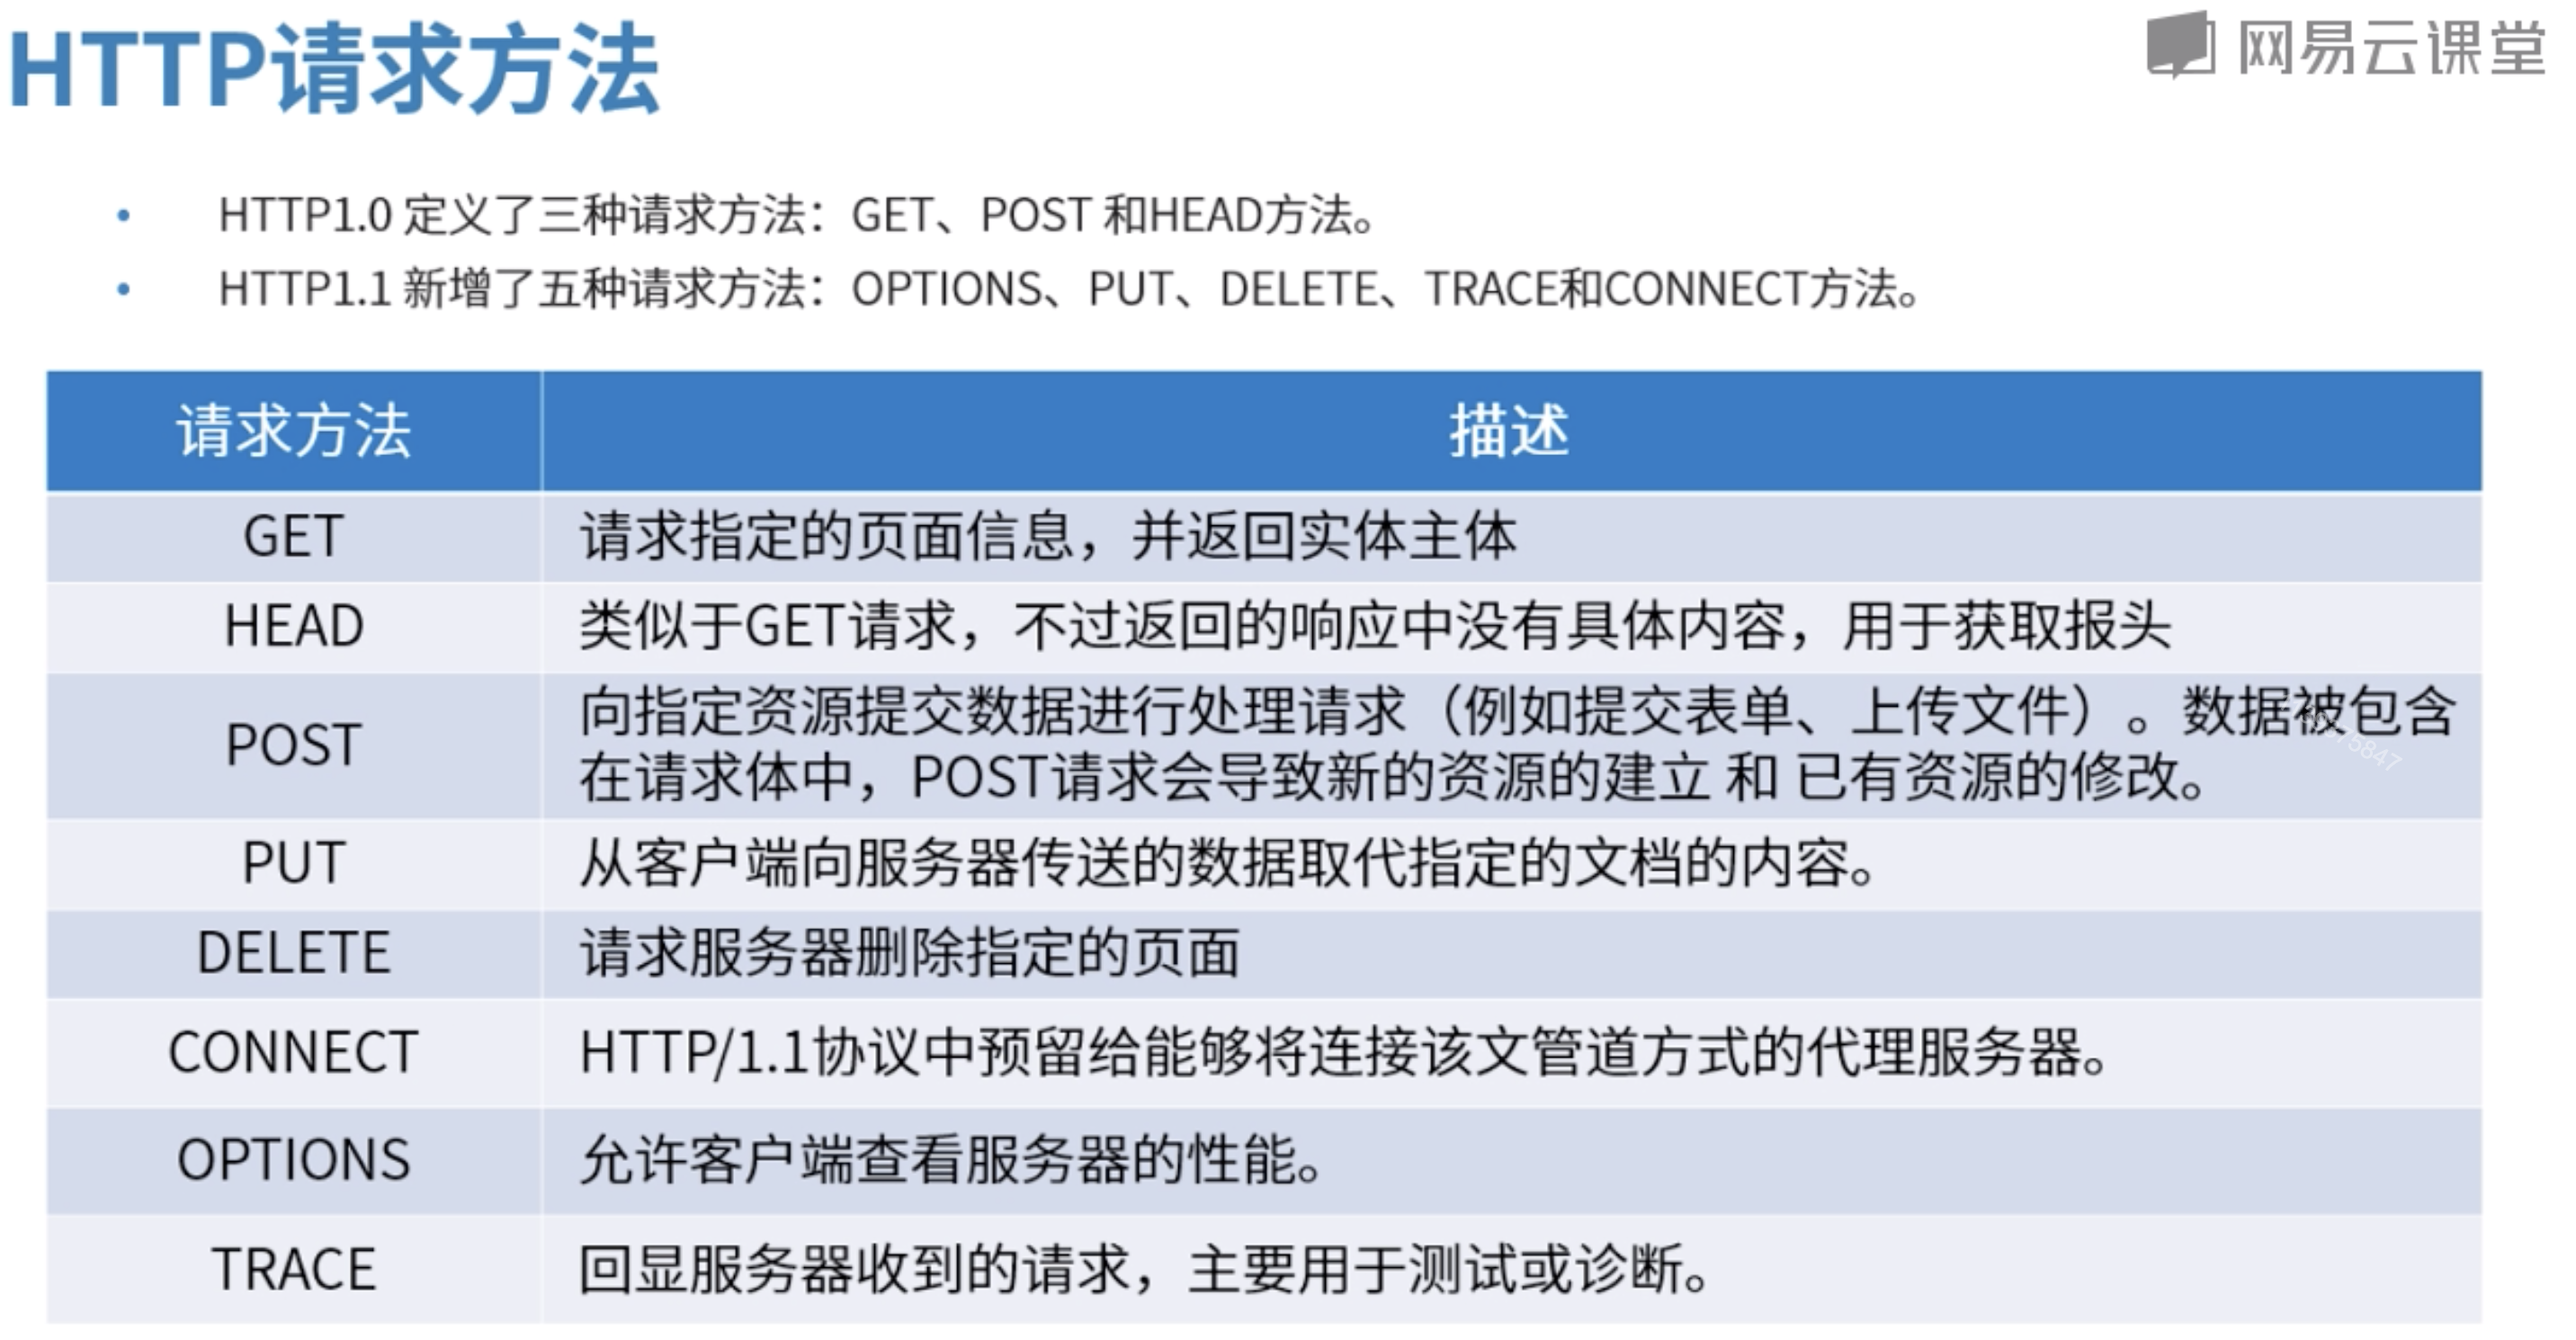 HTTP请求方法
网易云课堂
HTTP1.0 定义了三种请求方法：GET、POST 和HEAD方法。
HTTP1.1 新增了五种请求方法：OPTIONS、PUT、DELETE、TRACE和CONNECT方法。
请求方法 描述
GET 请求指定的页面信息，并返回实体主体
HEAD 类似于GET请求，不过返回的响应中没有具体内容，用于获取报头
POST 向指定资源提交数据进行处理请求（例如提交表单、上传文件）。数据被包含
在请求体中，POST请求会导致新的资源的建立 和 已有资源的修改。
PUT 从客户端向服务器传送的数据取代指定的文档的内容。
DELETE 请求服务器删除指定的页面
CONNECT HTTP/1.1协议中预留给能够将连接该文管道方式的代理服务器。
OPTIONS 允许客户端查看服务器的性能。
TRACE 回显服务器收到的请求，主要用于测试或诊断。